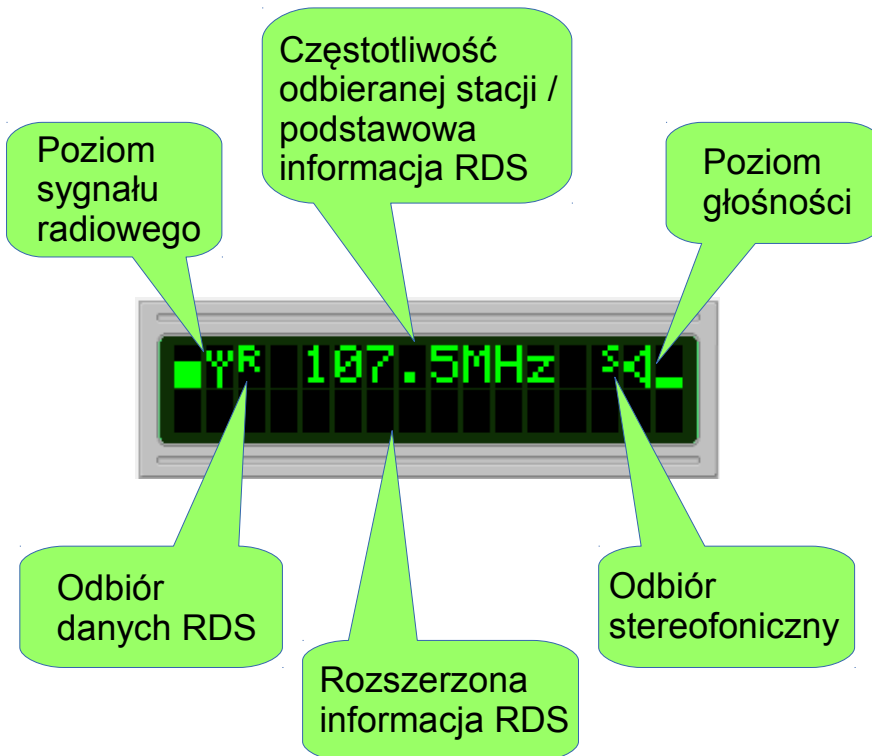 Częstotliwość
odbieranej stacji /
podstawowa
informacja RDS
Poziom
sygnału
radiowego
Poziom
głośności
R 107.5MHz S
Odbiór
danych RDS
Odbiór
stereofoniczny
Rozszerzona
informacja RDS